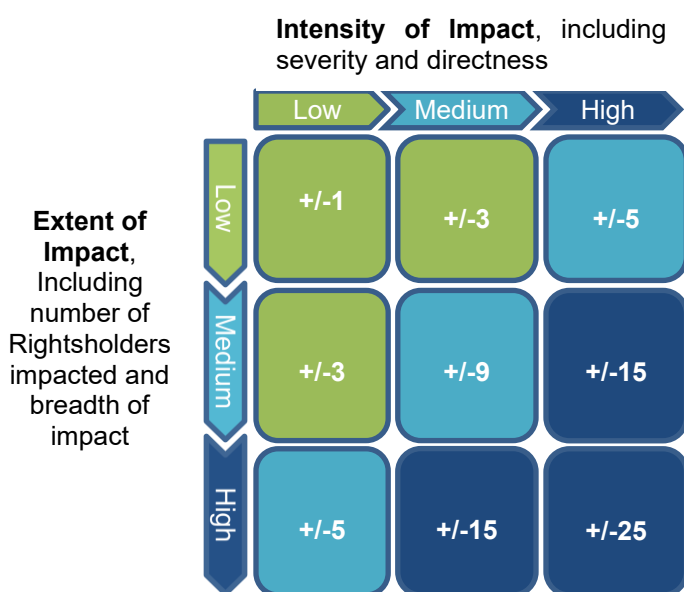 Intensity of Impact, including
severity and directness
Low Medium High
Low
+/-1 +/-3 +/-5
Extent of
Impact,
Including
number of
Rightsholders
impacted and
breadth of
impact
Medium
+/-3 +/-9 +/-15
High
+/-5 +/-15 +/-25